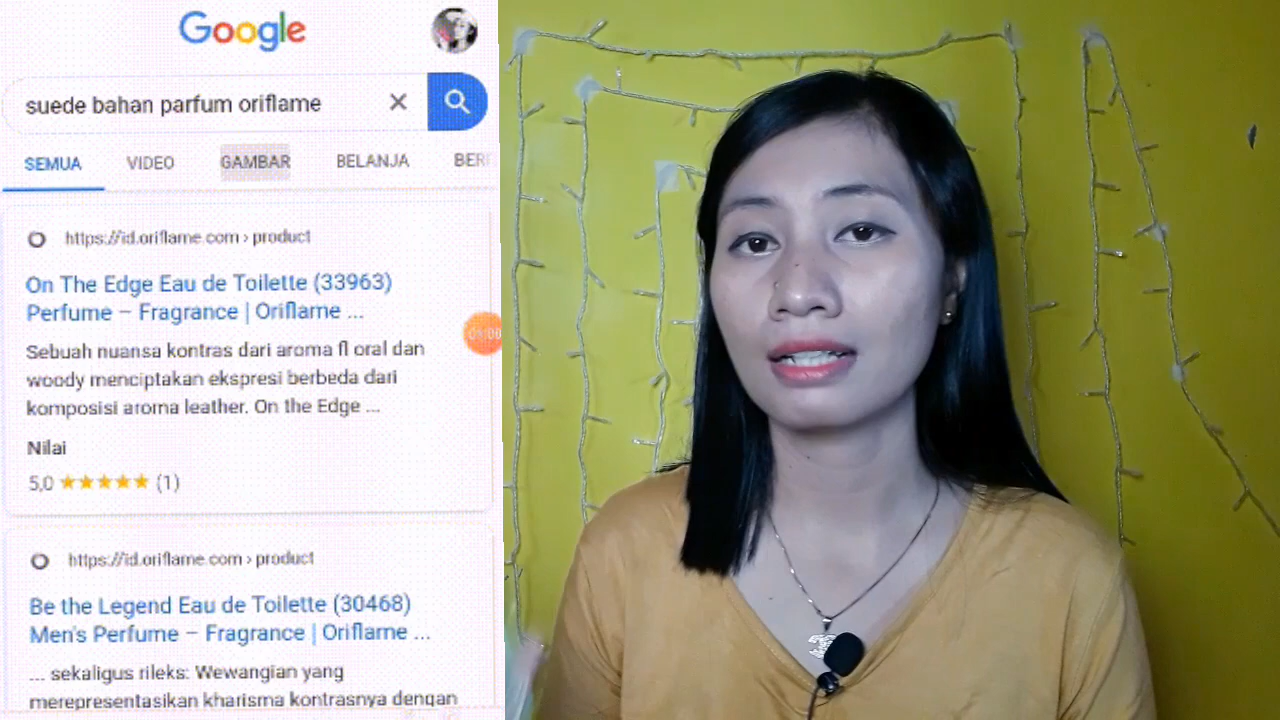 Google
suede bahan parfum oriflame
SEMUA VIDEO GAMBAR BELANJA
https://id.oriflame.com › product
On The Edge Eau de Toilette (33963)
Perfume – Fragrance | Oriflame ...
Sebuah nuansa kontras dari aroma fl oral dan
woody menciptakan ekspresi berbeda dari
komposisi aroma leather. On the Edge ...
Nilai
5,0 ★★★★★ (1)
https://id.oriflame.com › product
Be the Legend Eau de Toilette (30468)
Men's Perfume – Fragrance | Oriflame ...
... sekaligus rileks: Wewangian yang
merepresentasikan kharisma kontrasnya dengan